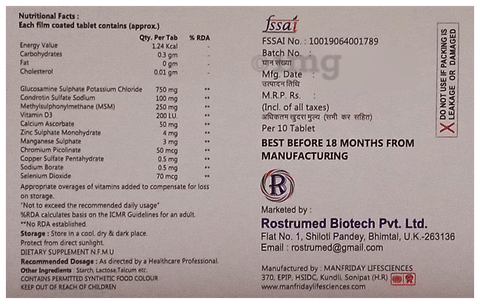 Nutritional Facts :
Each film coated tablet contains (approx.)
Qty. Per Tab % RDA
Energy Value 1.24 Kcal -
Carbohydrates 0.3 gm -
Fat 0 gm -
Cholesterol 0.01 gm -
Glucosamine Sulphate Potassium Chloride 750 mg **
Condrotin Sulfate Sodium 100 mg **
Methylsulphonylmethane (MSM) 250 mg **
Vitamin D3 200 I.U. **
Calcium Ascorbate 50 mg **
Zinc Sulphate Monohydrate 4 mg **
Manganese Sulphate 3 mg **
Chromium Picolinate 50 mcg **
Copper Sulfate Pentahydrate 0.5 mg **
Sodium Borate 0.5 mg **
Selenium Dioxide 70 mcg **
Appropriate overages of vitamins added to compensate for loss
on storage.
"Not to exceed the recommended daily usage"
%RDA calculates basis on the ICMR Guidelines for an adult.
**No RDA established.
Storage : Store in a cool, dry & dark place.
Protect from direct sunlight.
DIETARY SUPPLEMENT N.F.M.U
Recommended Dosage : As directed by a Healthcare Professional.
Other Ingredients : Starch, Lactose,Talcum etc.
CONTAINS PERMITTED SYNTHETIC FOOD COLOUR
KEEP OUT OF REACH OF CHILDREN
fssai
FSSAI No. : 10019064001789
Batch No. :
घान संख्या
Mfg. Date :
उत्पादन तिथि
M.R.P. Rs. :
(Incl. of all taxes)
अधिकतम खुदरा मुल्य (सभी कर सहित)
Per 10 Tablet
BEST BEFORE 18 MONTHS FROM
MANUFACTURING
R
Marketed by :
Rostrumed Biotech Pvt. Ltd.
Flat No. 1, Shiloti Pandey, Bhimtal, U.K.-263136
Email : rostrumed@gmail.com
Manufactured by : MANFRIDAY LIFESCIENCES
370, EPIP, HSIDC, Kundli, Sonipat (H.R)
www.manfridaylifesciences.com
DO NOT USE IF PACKING IS
LEAKAGE OR DAMAGED